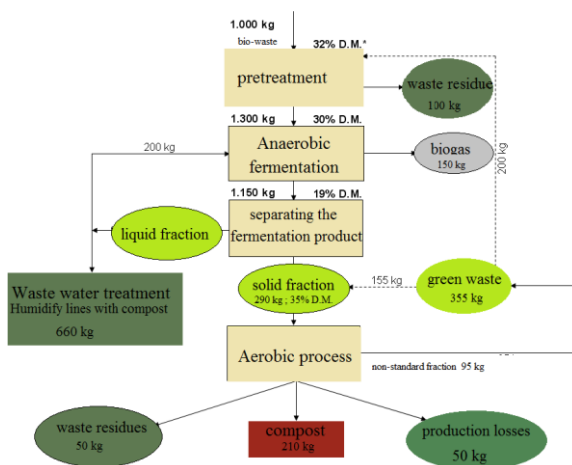 1.000 kg
bio-waste
32% D.M.*
pretreatment
waste residue
100 kg
1.300 kg
30% D.M.
200 kg
Anaerobic
fermentation
biogas
150 kg
200 kg
1.150 kg
19% D.M.
separating the
fermentation product
liquid fraction
Waste water treatment
Humidify lines with compost
660 kg
solid fraction
290 kg ; 35% D.M.
155 kg
green waste
355 kg
Aerobic process
non-standard fraction 95 kg
waste residues
50 kg
compost
210 kg
production losses
50 kg